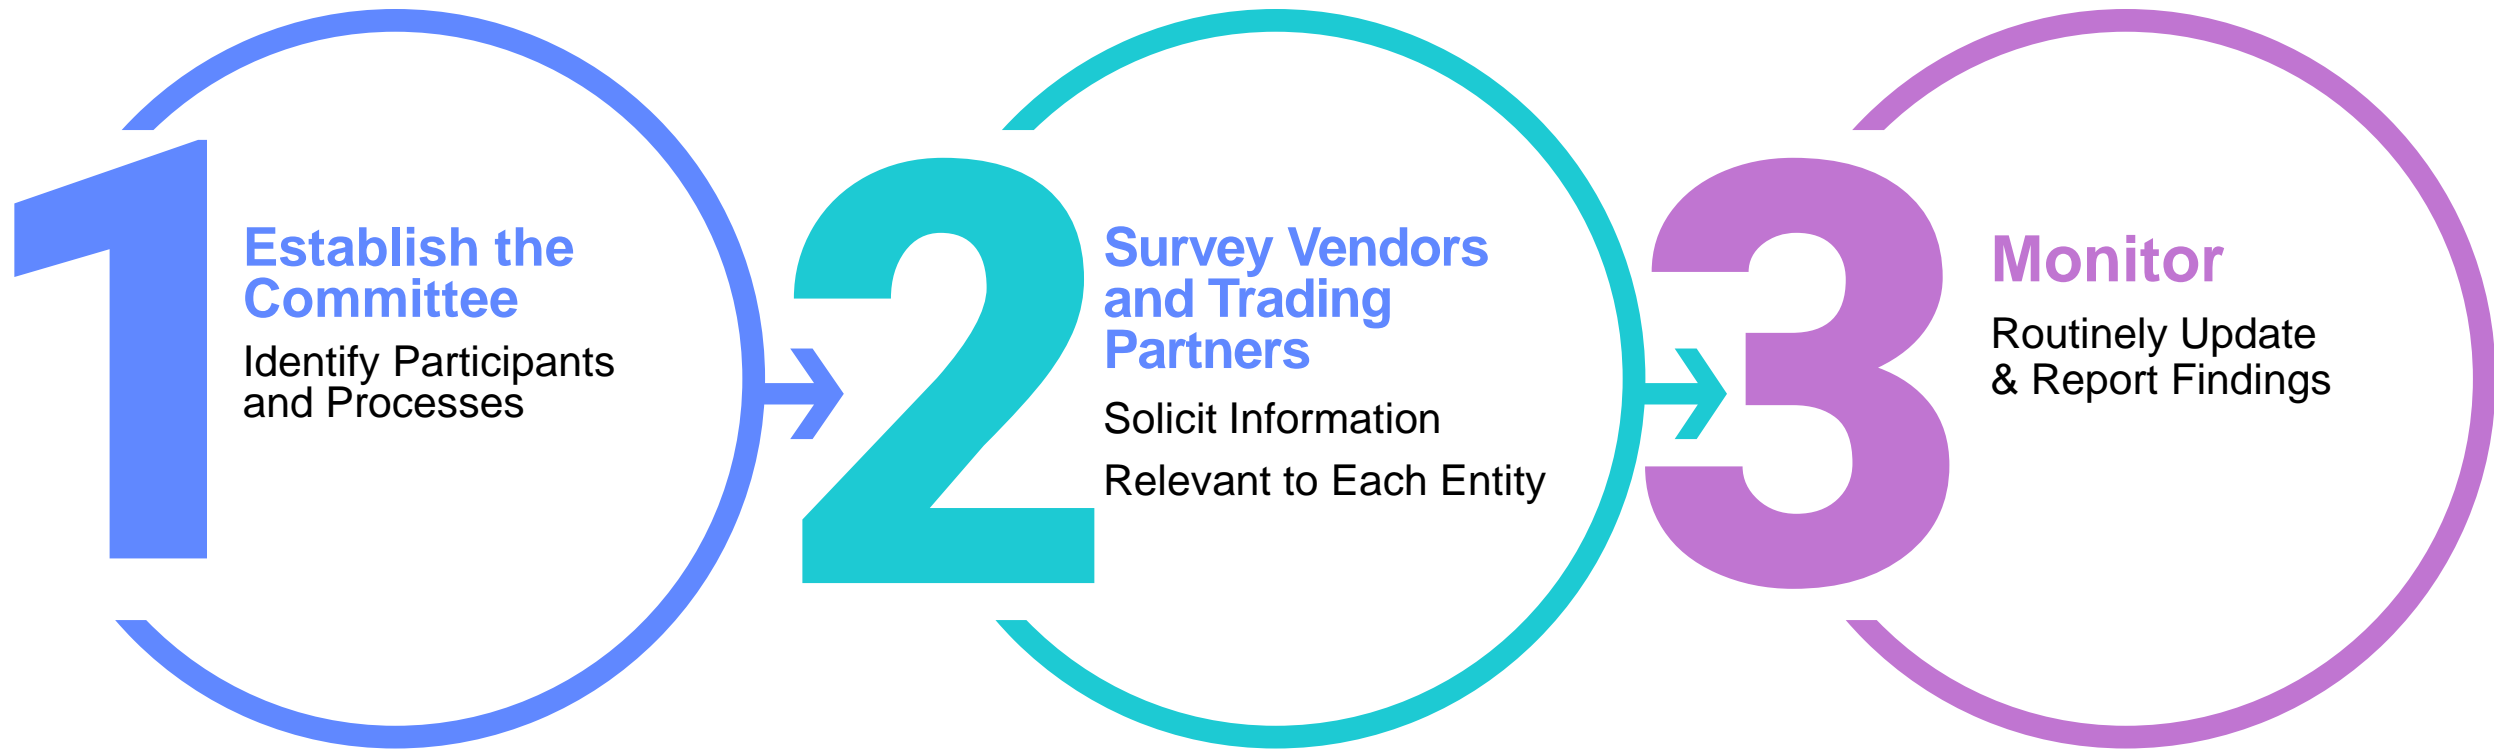 1
Establish the
Committee
Identify Participants
and Processes
2
Survey Vendors
and Trading
Partners
Solicit Information
Relevant to Each Entity
3
Monitor
Routinely Update
& Report Findings